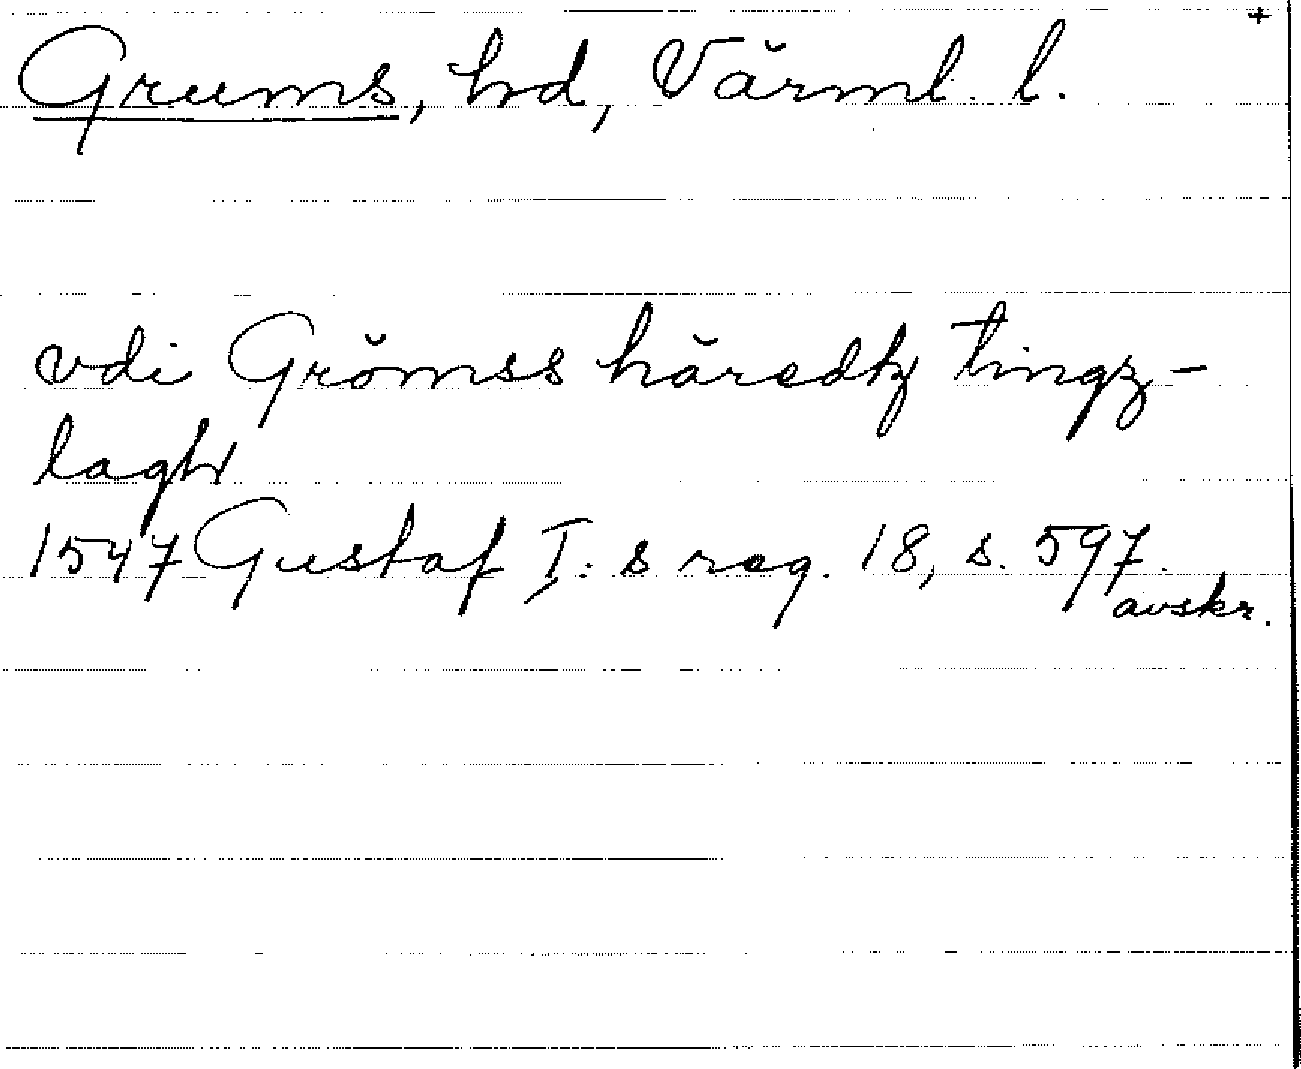 +
Grums, hd, Värml. l.
vdi Grömss häredtz tingz-
lagh
1547 Gustaf I:s reg. 18, s. 597.
avskr.